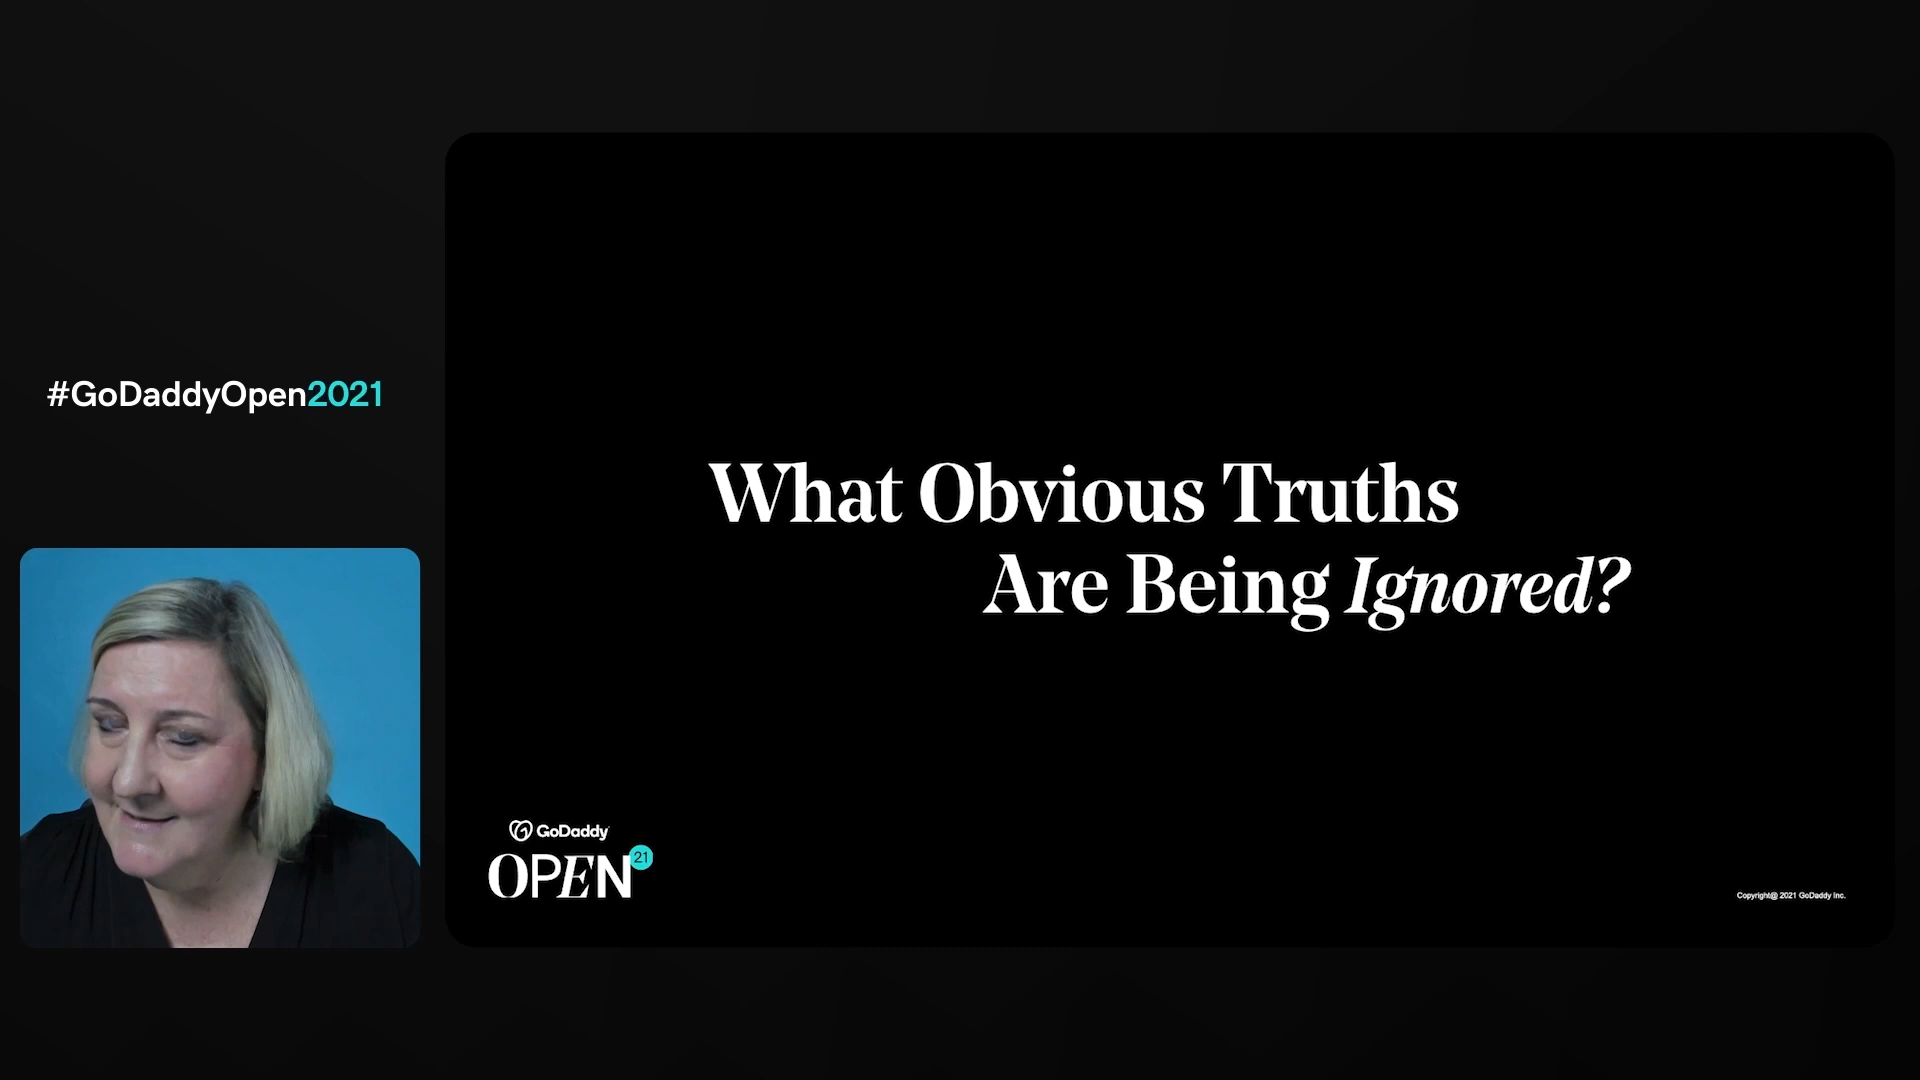 #GoDaddyOpen2021
What Obvious Truths
Are Being Ignored?
GoDaddy
OPEN 21
Copyright@ 2021 GoDaddy Inc.